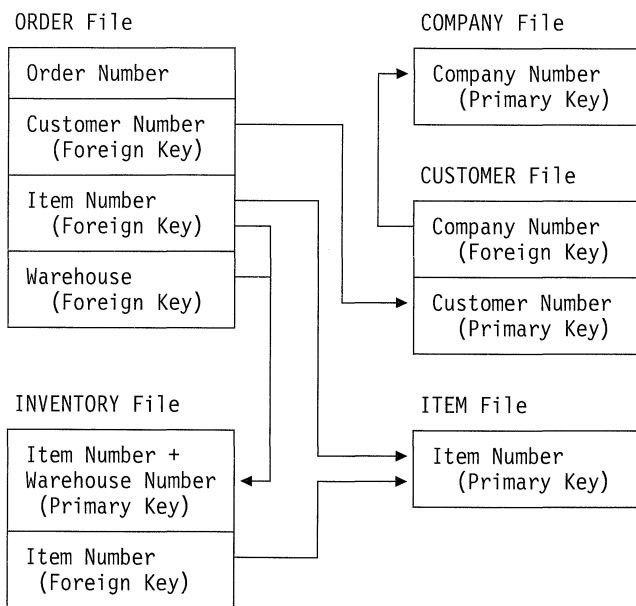 ORDER File
Order Number
Customer Number
(Foreign Key)
Item Number
(Foreign Key)
Warehouse
(Foreign Key)
COMPANY File
Company Number
(Primary Key)
CUSTOMER File
Company Number
(Foreign Key)
Customer Number
(Primary Key)
INVENTORY File
Item Number +
Warehouse Number
(Primary Key)
Item Number
(Foreign Key)
ITEM File
Item Number
(Primary Key)